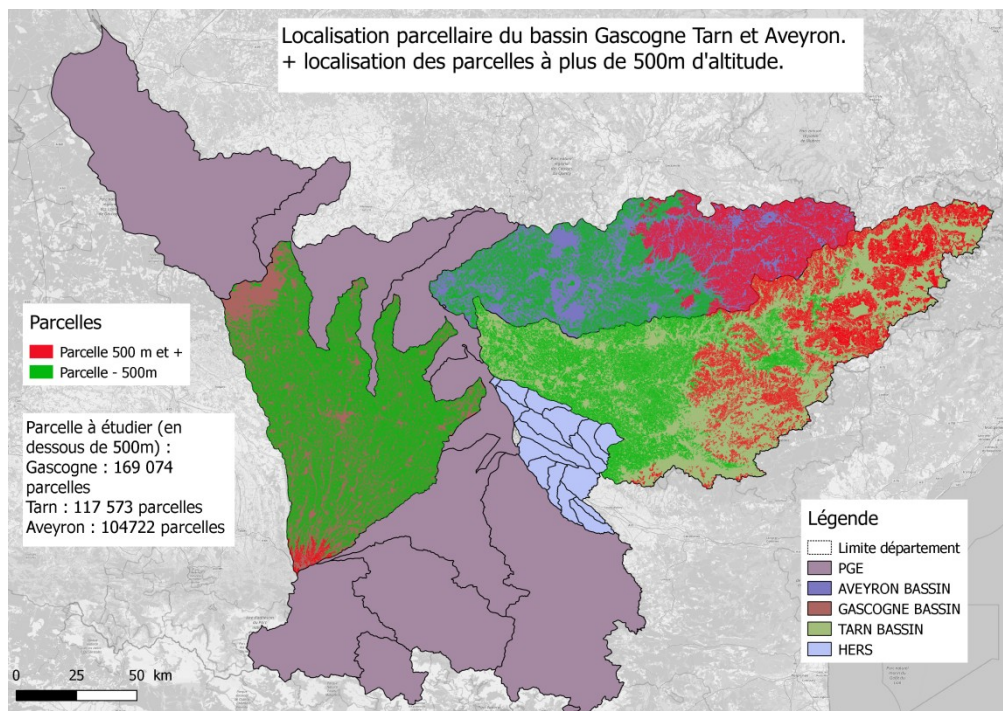 Localisation parcellaire du bassin Gascogne Tarn et Aveyron.
+ localisation des parcelles à plus de 500m d'altitude.
Parcelles
Parcelle 500 m et +
Parcelle - 500m
Parcelle à étudier (en
dessous de 500m) :
Gascogne : 169 074
parcelles
Tarn : 117 573 parcelles
Aveyron : 104722 parcelles
Légende
Limite département
PGE
AVEYRON BASSIN
GASCOGNE BASSIN
TARN BASSIN
HERS
0 25 50 km